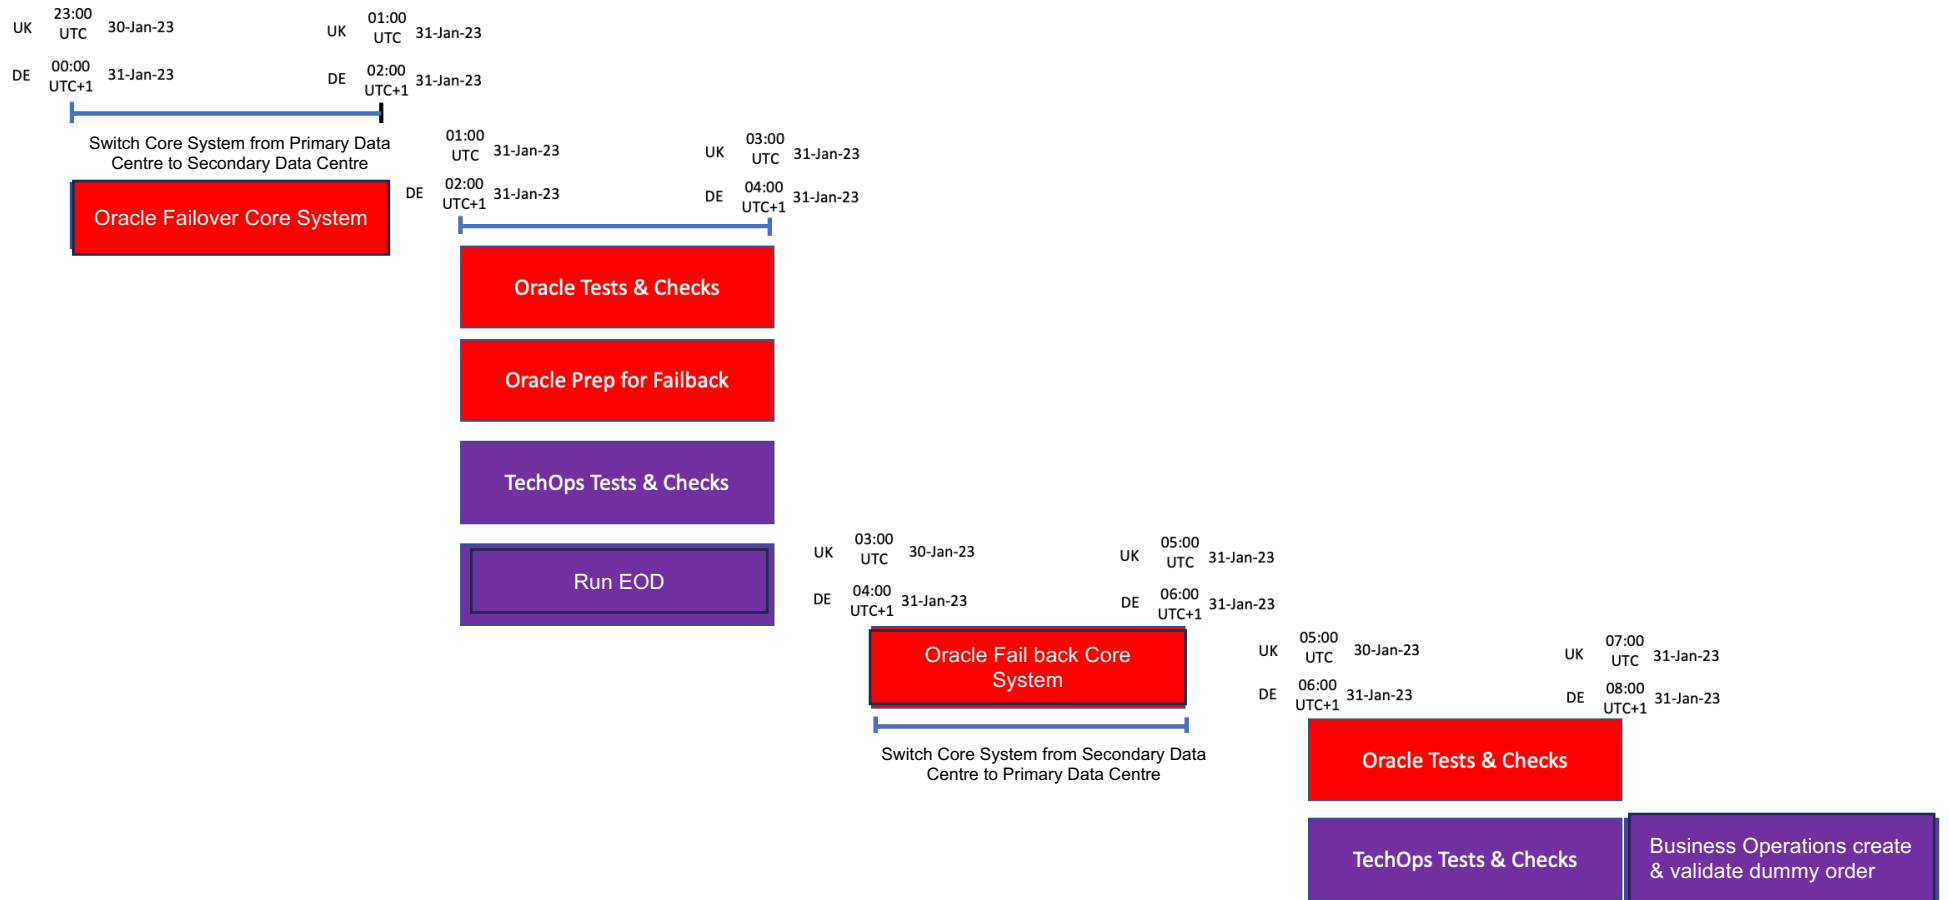 UK 23:00 UTC 30-Jan-23
DE 00:00 UTC+1 31-Jan-23
UK 01:00 UTC 31-Jan-23
DE 02:00 UTC+1 31-Jan-23
Switch Core System from Primary Data
Centre to Secondary Data Centre
Oracle Failover Core System
01:00 UTC 31-Jan-23
DE 02:00 UTC+1 31-Jan-23
UK 03:00 UTC 31-Jan-23
DE 04:00 UTC+1 31-Jan-23
Oracle Tests & Checks
Oracle Prep for Failback
TechOps Tests & Checks
Run EOD
UK 03:00 UTC 30-Jan-23
DE 04:00 UTC+1 31-Jan-23
UK 05:00 UTC 31-Jan-23
DE 06:00 UTC+1 31-Jan-23
Oracle Fail back Core
System
Switch Core System from Secondary Data
Centre to Primary Data Centre
UK 05:00 UTC 30-Jan-23
DE 06:00 UTC+1 31-Jan-23
UK 07:00 UTC 31-Jan-23
DE 08:00 UTC+1 31-Jan-23
Oracle Tests & Checks
TechOps Tests & Checks
Business Operations create
& validate dummy order